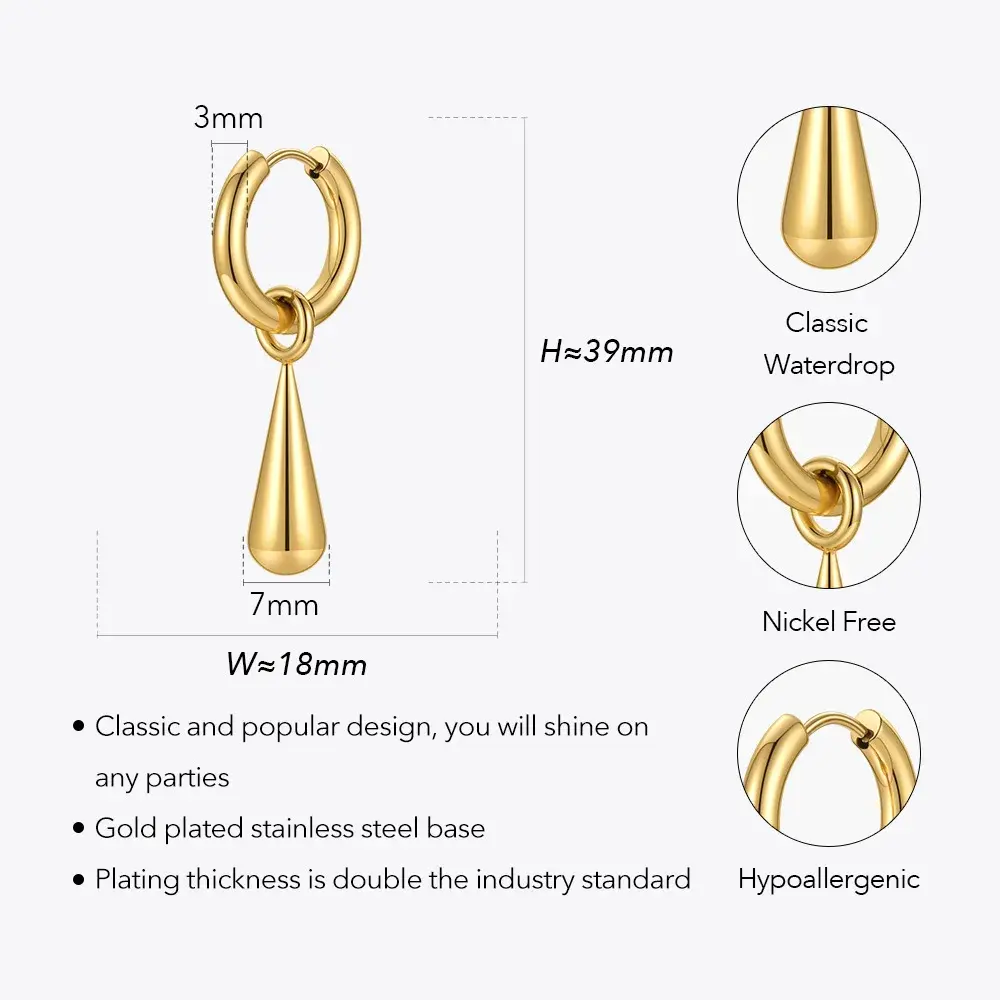 3mm
H≈39mm
7mm
W≈18mm
Classic
Waterdrop
Nickel Free
Hypoallergenic
• Classic and popular design, you will shine on
any parties
• Gold plated stainless steel base
• Plating thickness is double the industry standard